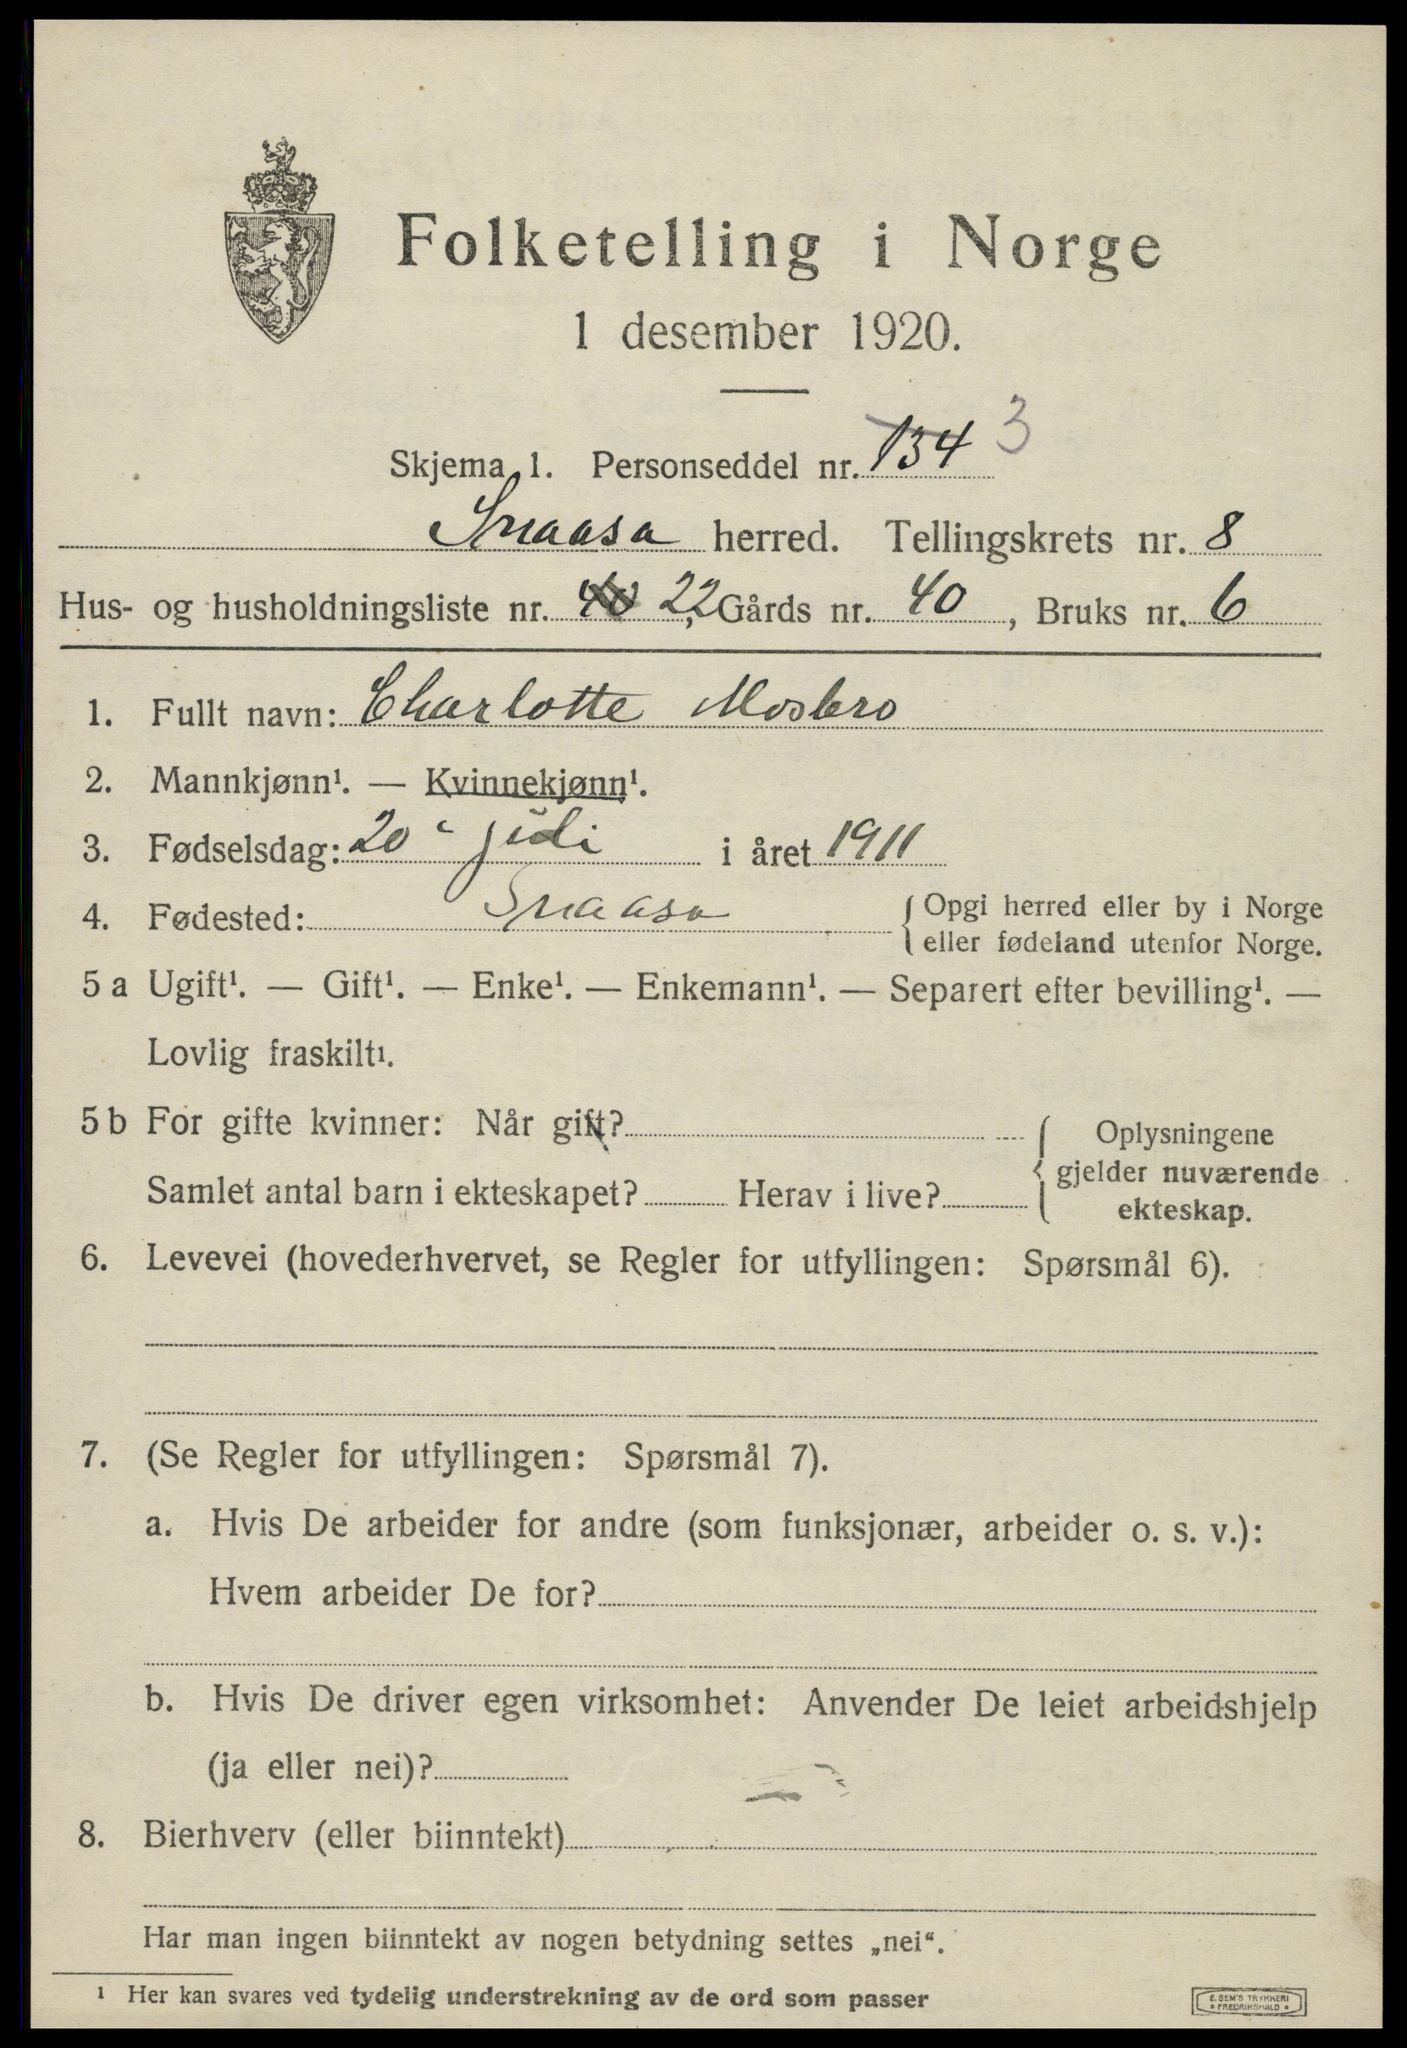 Folketelling i Norge
1 desember 1920.
Skjema 1. Personseddel nr. 134 3
Snaasa herred. Tellingskrets nr. 8
Hus- og husholdningsliste nr. 40 22, Gårds nr. 40, Bruks nr. 6
1. Fullt navn: Charlotte Mosbro
2. Mannkjønn¹. — Kvinnekjønn¹.
3. Fødselsdag: 20 juli i året 1911
4. Fødested: Snaasa { Opgi herred eller by i Norge
eller fødeland utenfor Norge.
5 a Ugift¹. — Gift¹. — Enke¹. — Enkemann¹. — Separert efter bevilling¹. —
Lovlig fraskilt¹.
5 b For gifte kvinner: Når gift?
Samlet antal barn i ekteskapet? Herav i live?
{ Oplysningene
gjelder nuværende
ekteskap.
6. Levevei (hovederhvervet, se Regler for utfyllingen: Spørsmål 6).
7. (Se Regler for utfyllingen: Spørsmål 7).
a. Hvis De arbeider for andre (som funksjonær, arbeider o. s. v.):
Hvem arbeider De for?
b. Hvis De driver egen virksomhet: Anvender De leiet arbeidshjelp
(ja eller nei)?
8. Bierhverv (eller biinntekt)
Har man ingen biinntekt av nogen betydning settes „nei“.
¹ Her kan svares ved tydelig understrekning av de ord som passer
E. SEM'S TRYKKERI
FREDRIKSHALD